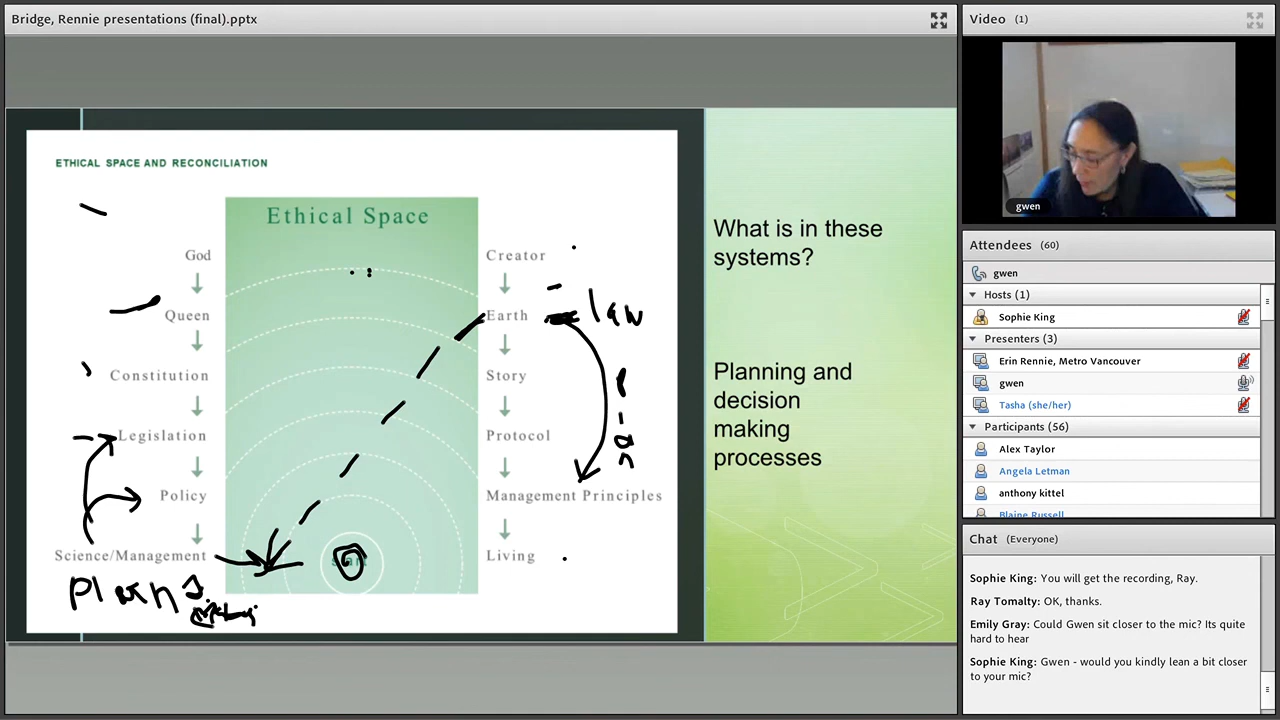 Bridge, Rennie presentations (final).pptx
ETHICAL SPACE AND RECONCILIATION
Ethical Space
God
Queen
Constitution
Legislation
Policy
Science/Management
Creator
Earth
Story
Protocol
Management Principles
Living
law
Plans
What is in these
systems?
Planning and
decision
making
processes
Video (1)
gwen
Attendees (60)
gwen
Hosts (1)
Sophie King
Presenters (3)
Erin Rennie, Metro Vancouver
gwen
Tasha (she/her)
Participants (56)
Alex Taylor
Angela Letman
anthony kittel
Blaine Russell
Chat (Everyone)
Sophie King: You will get the recording, Ray.
Ray Tomalty: OK, thanks.
Emily Gray: Could Gwen sit closer to the mic? Its quite
hard to hear
Sophie King: Gwen - would you kindly lean a bit closer
to your mic?